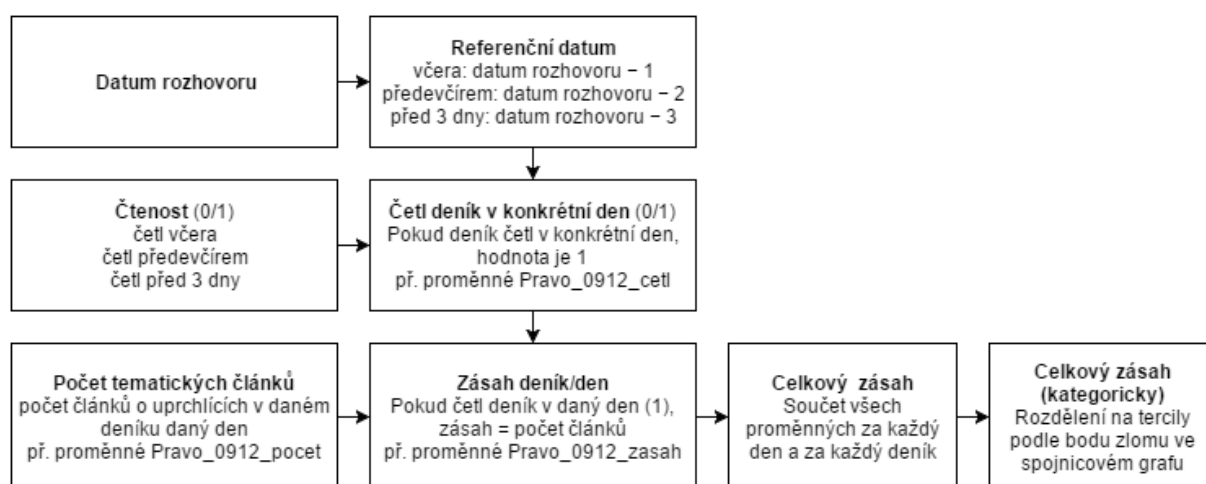 Datum rozhovoru
Referenční datum
včera: datum rozhovoru − 1
předevčírem: datum rozhovoru − 2
před 3 dny: datum rozhovoru − 3
Čtenost (0/1)
četl včera
četl předevčírem
četl před 3 dny
Četl deník v konkrétní den (0/1)
Pokud deník četl v konkrétní den,
hodnota je 1
př. proměnné Pravo_0912_cetl
Počet tematických článků
počet článků o uprchlících v daném
deníku daný den
př. proměnné Pravo_0912_pocet
Zásah deník/den
Pokud četl deník v daný den (1),
zásah = počet článků
př. proměnné Pravo_0912_zasah
Celkový zásah
Součet všech
proměnných za každý
den a za každý deník
Celkový zásah
(kategoricky)
Rozdělení na tercily
podle bodu zlomu ve
spojnicovém grafu